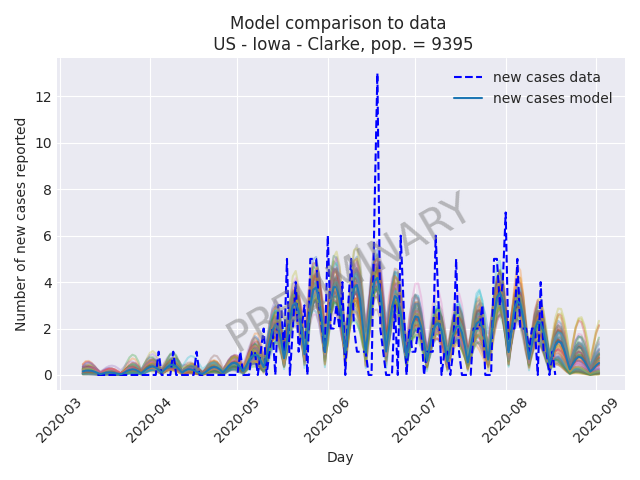 Model comparison to data
US - Iowa - Clarke, pop. = 9395
new cases data
new cases model
Number of new cases reported
12
10
8
6
4
2
0
PRELIMINARY
2020-03
2020-04
2020-05
2020-06
2020-07
2020-08
2020-09
Day